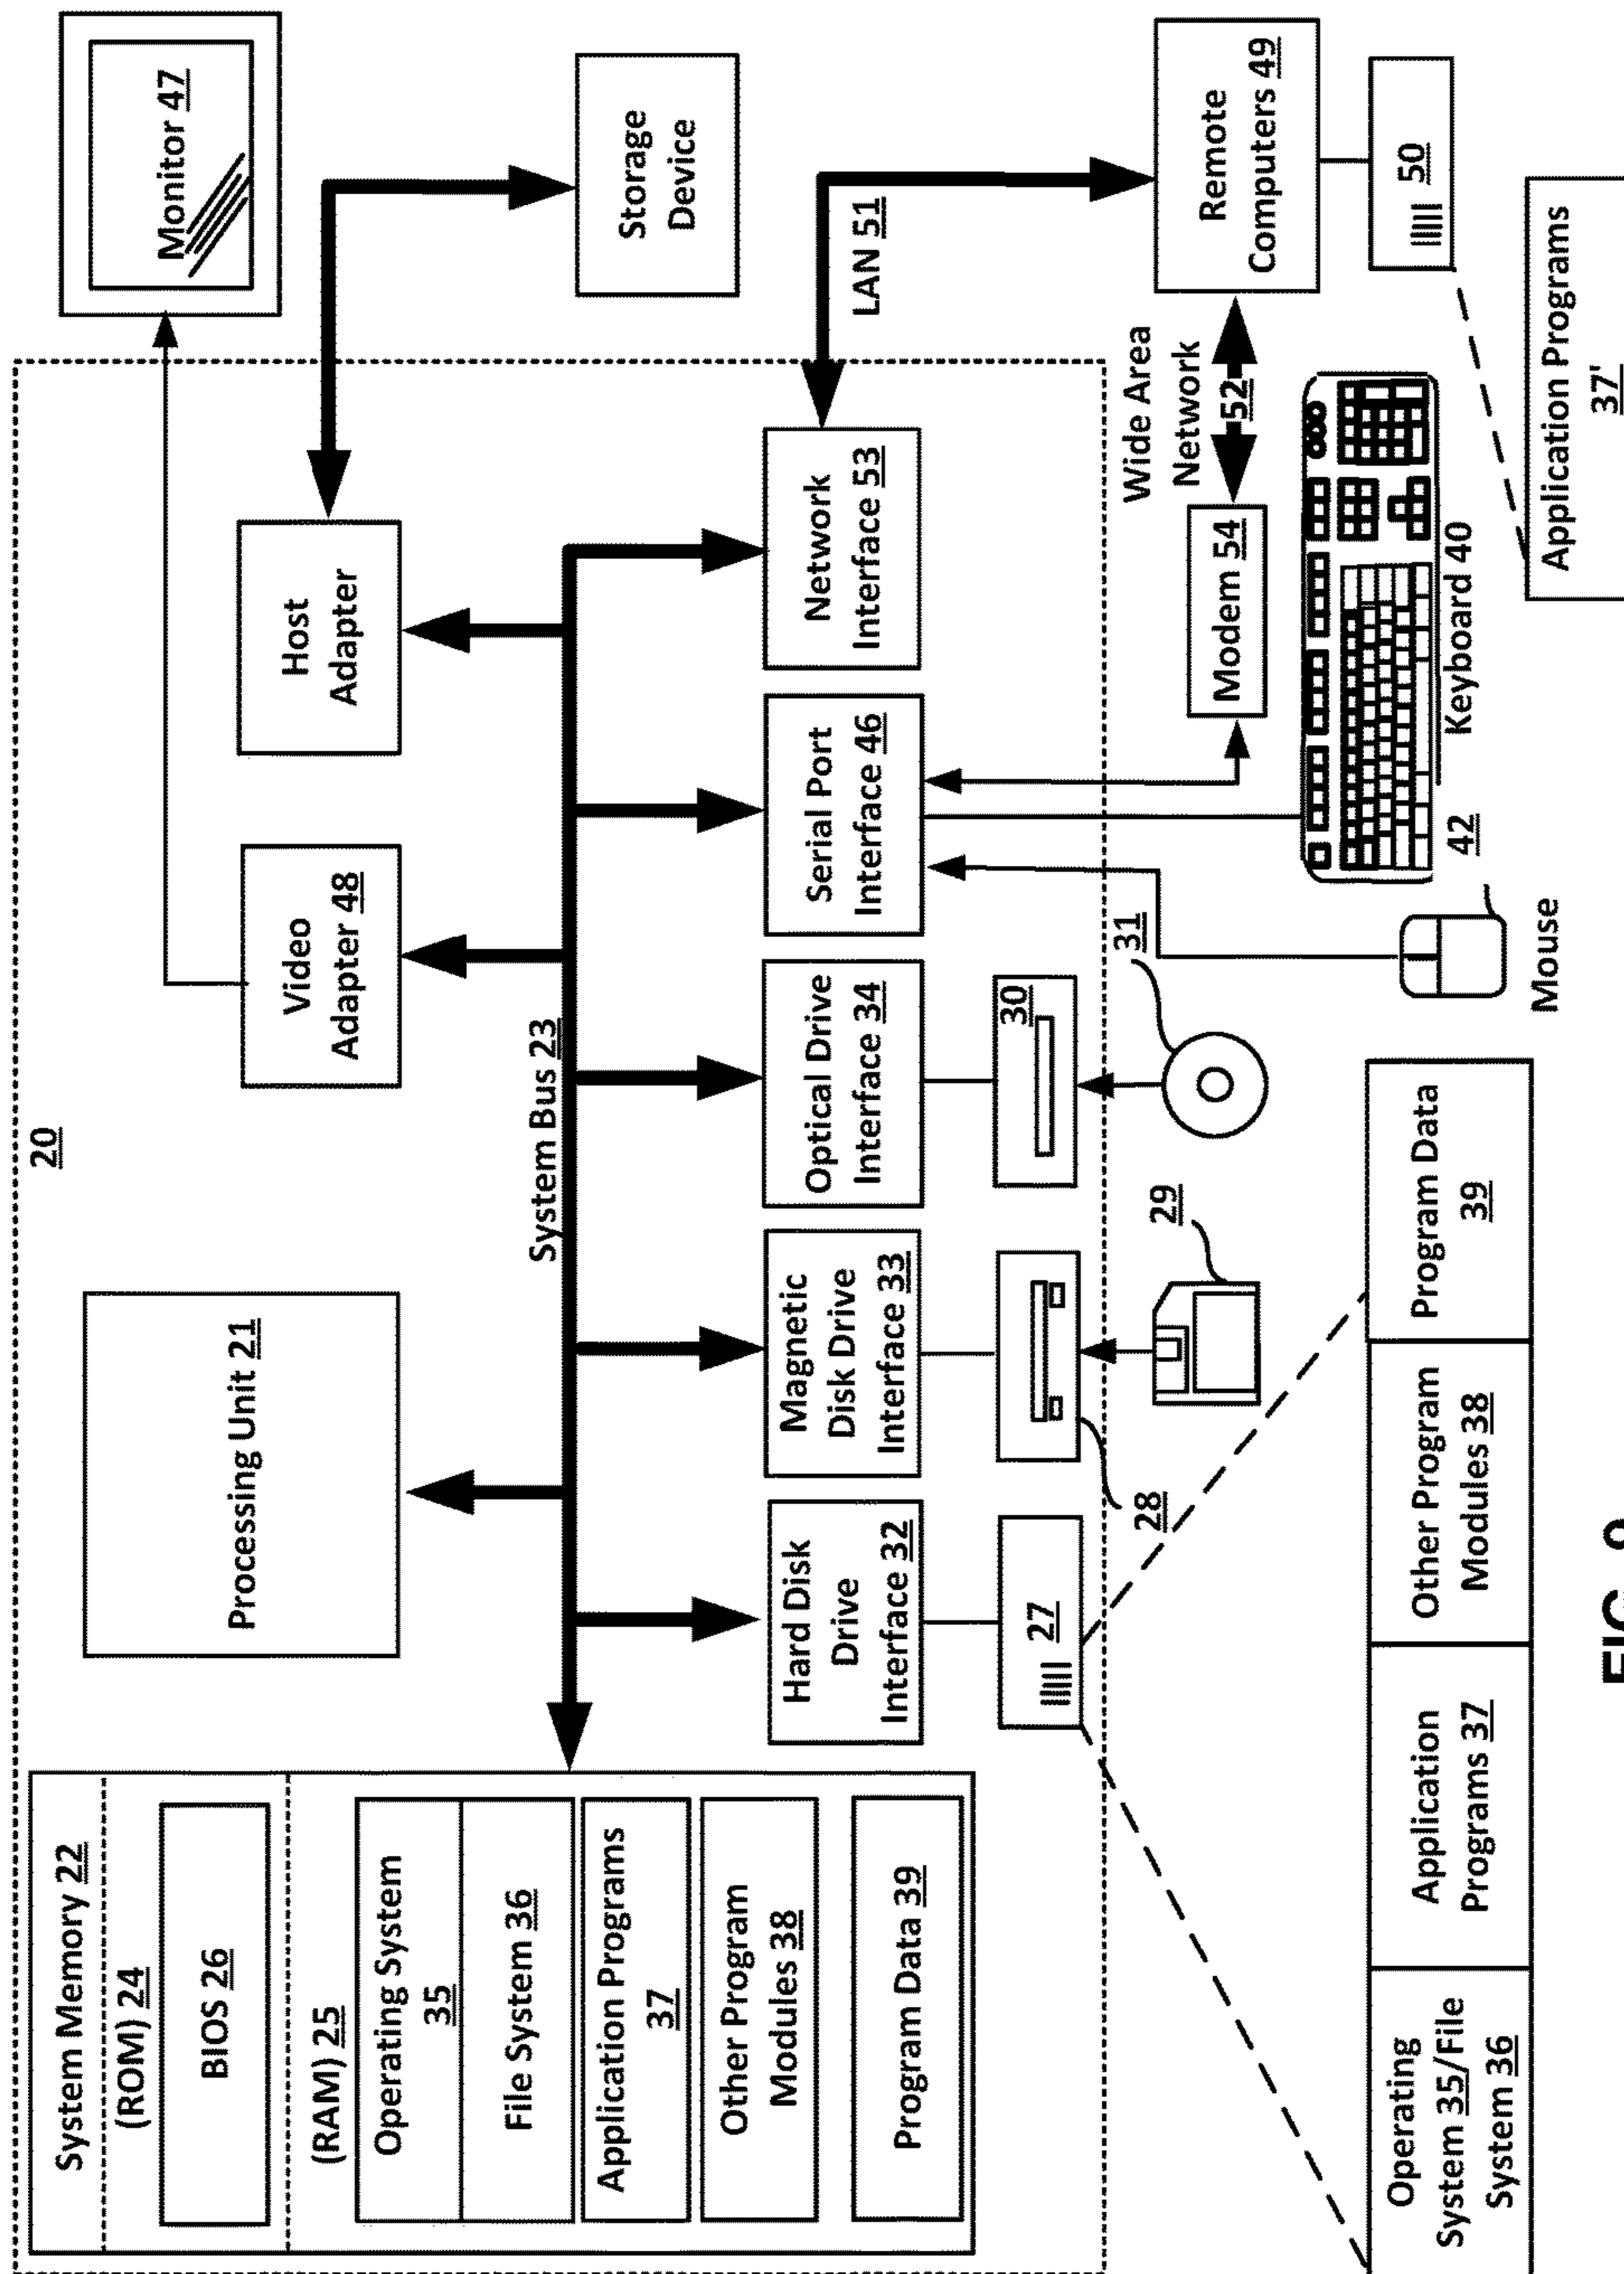 20
System Memory 22
(ROM) 24
BIOS 26
(RAM) 25
Operating System
35
File System 36
Application Programs
37
Other Program
Modules 38
Program Data 39
Processing Unit 21
Video
Adapter 48
Host
Adapter
Monitor 47
Storage
Device
System Bus 23
Hard Disk
Drive
Interface 32
Magnetic
Disk Drive
Interface 33
Optical Drive
Interface 34
Serial Port
Interface 46
Network
Interface 53
LAN 51
27
28
29
30
31
Wide Area
Network
52
Modem 54
Remote
Computers 49
50
Keyboard 40
42
Mouse
Operating
System 35/File
System 36
Application
Programs 37
Other Program
Modules 38
Program Data
39
Application Programs
37'
FIG.